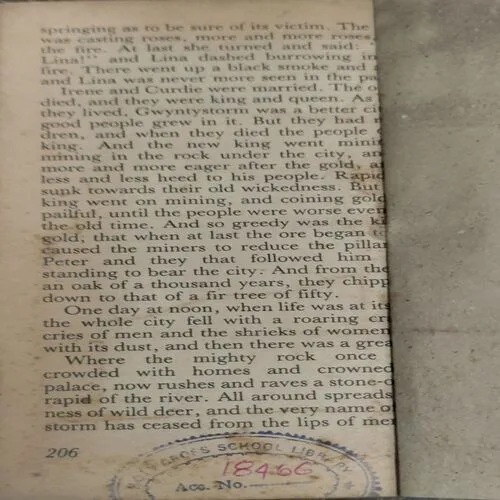 springing as to be sure of its victim. The
was casting roses, more and more roses,
the fire. At last she turned and said:
Lina!" and Lina dashed burrowing in
fire. There went up a black smoke and
and Lina was never more seen in the pa
Irene and Curdie were married. The o
died, and they were king and queen. As
they lived, Gwyntystorm was a better cit
good people grew in it. But they had n
dren, and when they died the people c
king. And the new king went minin
mining in the rock under the city, an
more and more eager after the gold, a
less and less heed to his people. Rapid
sunk towards their old wickedness. But
king went on mining, and coining gold
pailful, until the people were worse even
the old time. And so greedy was the ki
gold, that when at last the ore began to
caused the miners to reduce the pillar
Peter and they that followed him
standing to bear the city. And from the
an oak of a thousand years, they chipp
down to that of a fir tree of fifty.
One day at noon, when life was at its
the whole city fell with a roaring cra
cries of men and the shrieks of women
with its dust, and then there was a grea
Where the mighty rock once
crowded with homes and crowned
palace, now rushes and raves a stone-o
rapid of the river. All around spreads
ness of wild deer, and the very name o
storm has ceased from the lips of men
206
SCHOOL LIBRARY
18466
Acc. No.